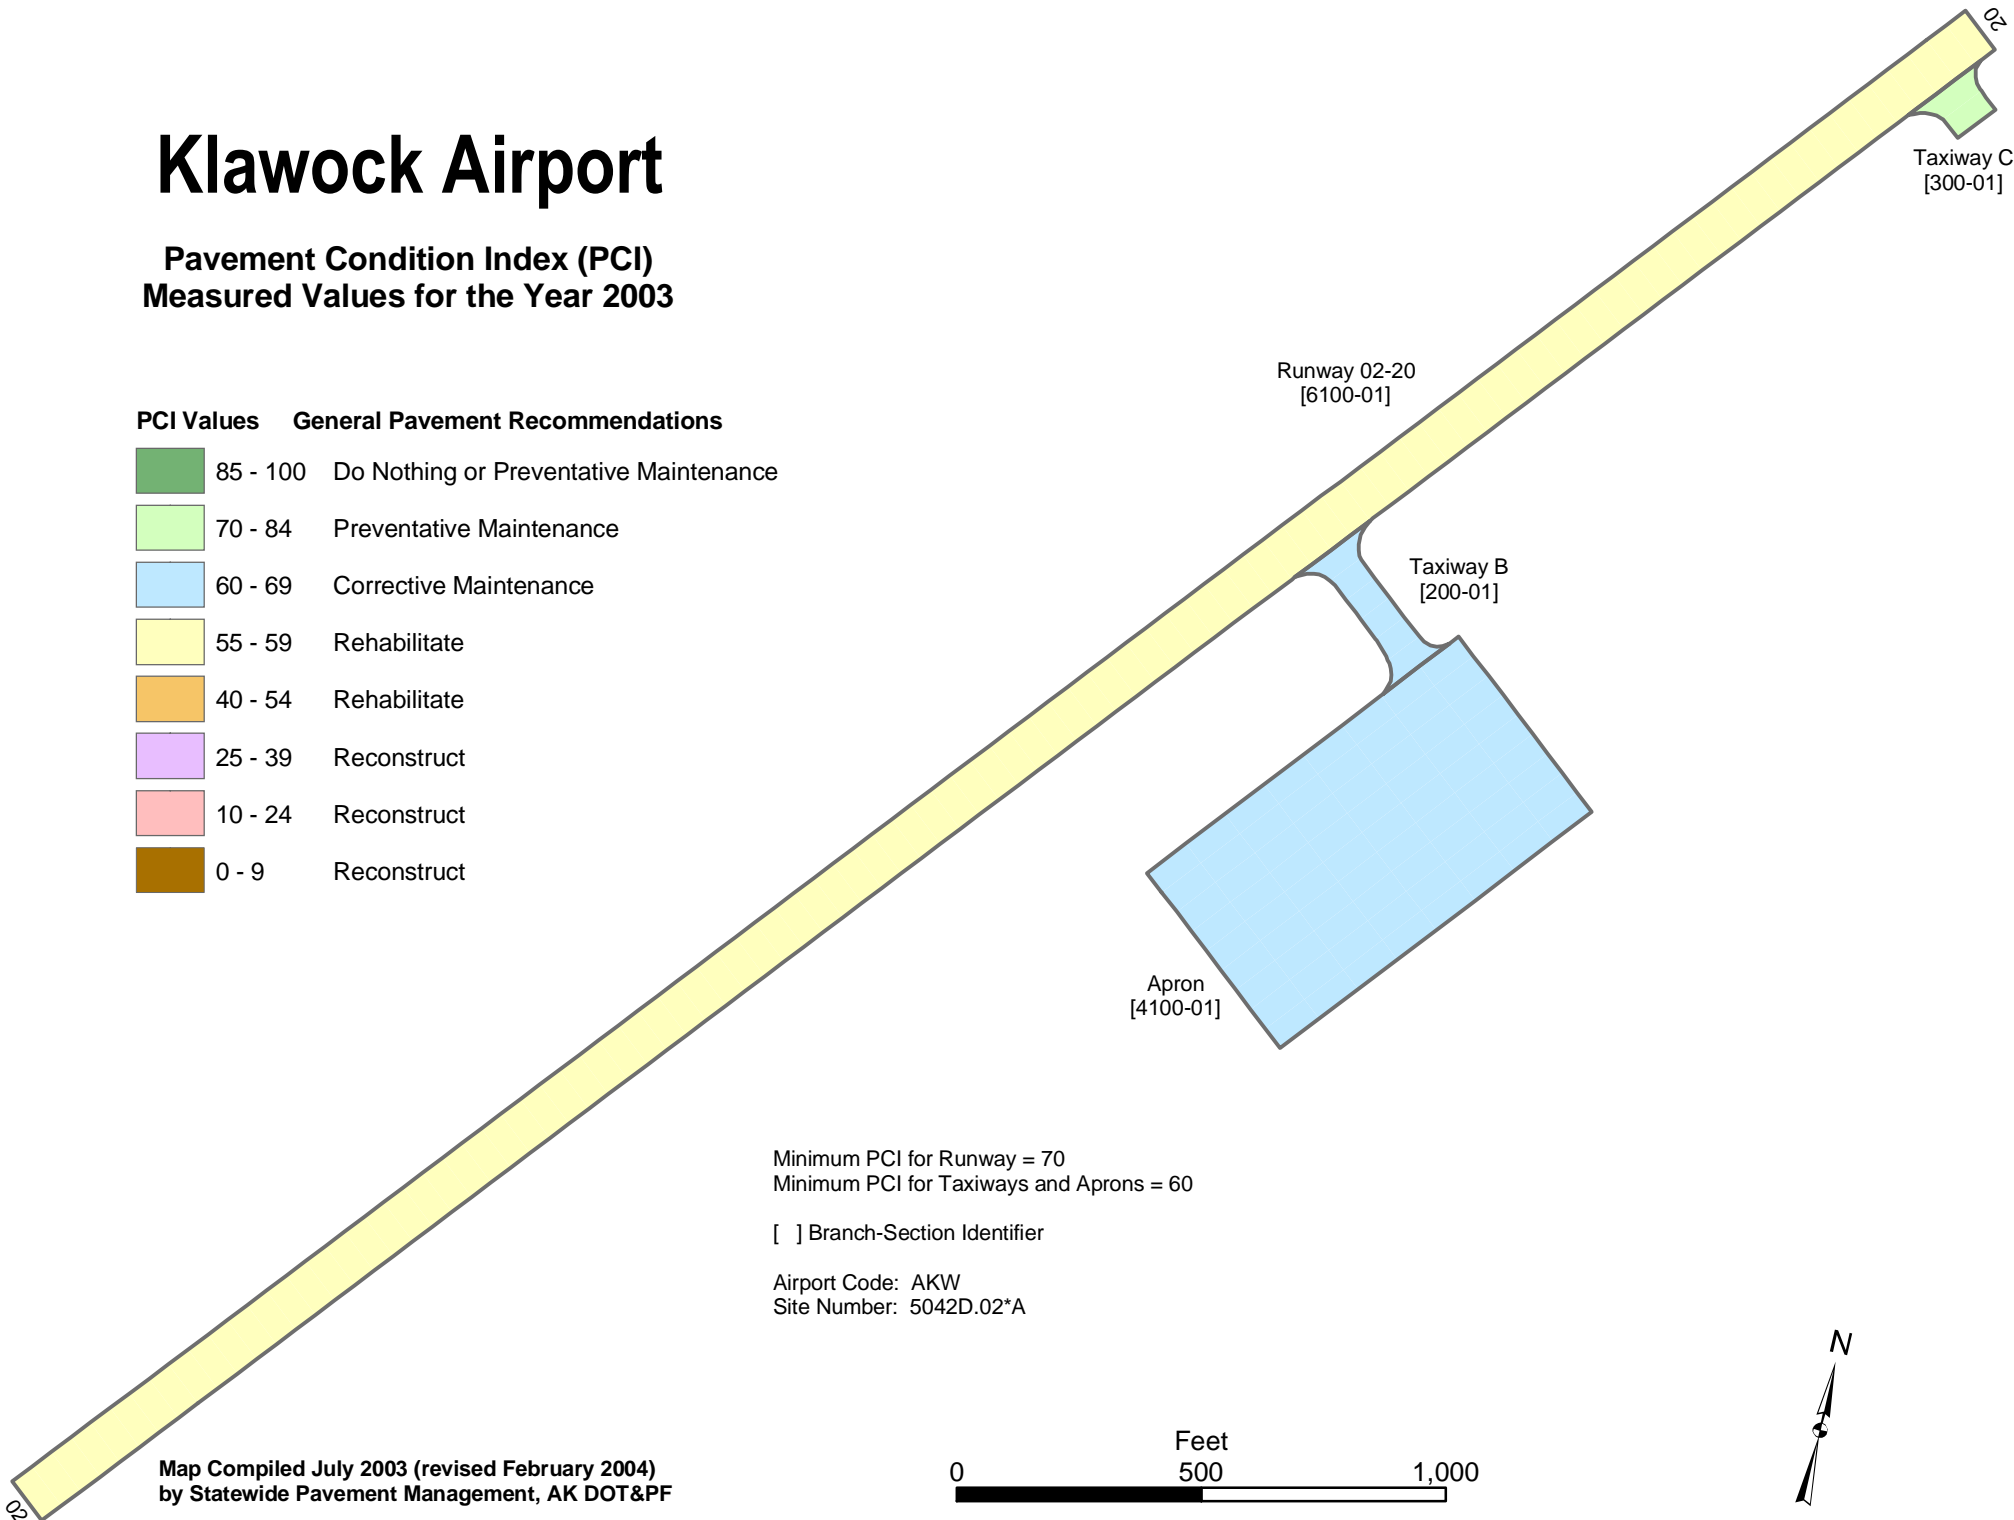 20
Klawock Airport
Pavement Condition Index (PCI)
Measured Values for the Year 2003
Taxiway C
[300-01]
Runway 02-20
[6100-01]
PCI Values General Pavement Recommendations
85 - 100 Do Nothing or Preventative Maintenance
70 - 84 Preventative Maintenance
60 - 69 Corrective Maintenance
55 - 59 Rehabilitate
40 - 54 Rehabilitate
25 - 39 Reconstruct
10 - 24 Reconstruct
0 - 9 Reconstruct
Taxiway B
[200-01]
Apron
[4100-01]
Minimum PCI for Runway = 70
Minimum PCI for Taxiways and Aprons = 60
[ ] Branch-Section Identifier
Airport Code: AKW
Site Number: 5042D.02*A
N
Feet
0 500 1,000
Map Compiled July 2003 (revised February 2004)
by Statewide Pavement Management, AK DOT&PF
02